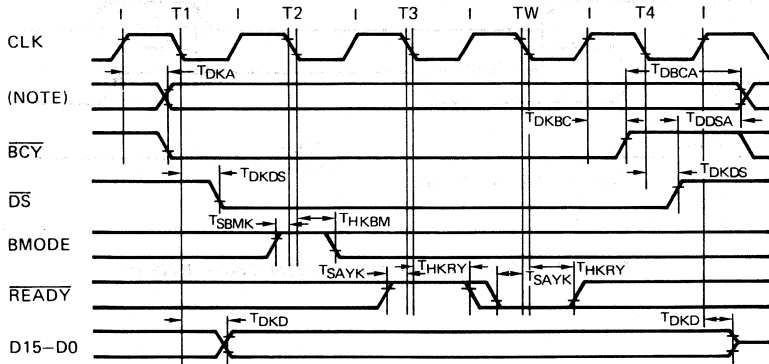 I T1 I T2 I T3 I TW I T4 I
CLK
TDKA
TDBCA
(NOTE)
TDKBC
TDDSA
BCY
TDKDS
TDKDS
DS
TSBMK
THKBM
BMODE
TSAYK
THKRY
TSAYK
THKRY
READY
TDKD
TDKD
D15–D0